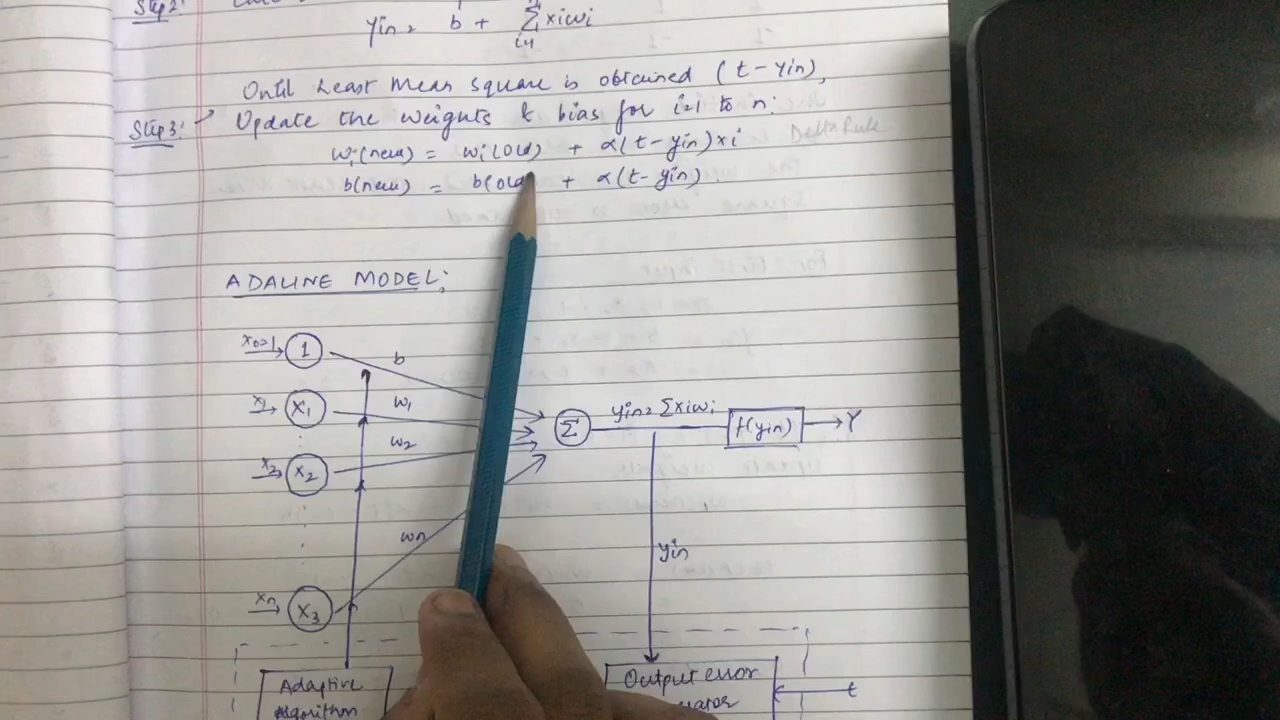 Step 2:
yin = b + Σ xiwi
i=1
Until Least Mean Square is obtained (t - yin),
Step 3: Update the weights & bias for i=1 to n:
wi(new) = wi(old) + α(t - yin)xi
Delta Rule
b(new) = b(old) + α(t - yin).
ADALINE MODEL;
x0=1 1 b
x1 X1 w1
Σ yin = Σxiwi f(yin) Y
x2 X2 w2
wn
yin
xn X3
Adaptive
Algorithm
Output error
t